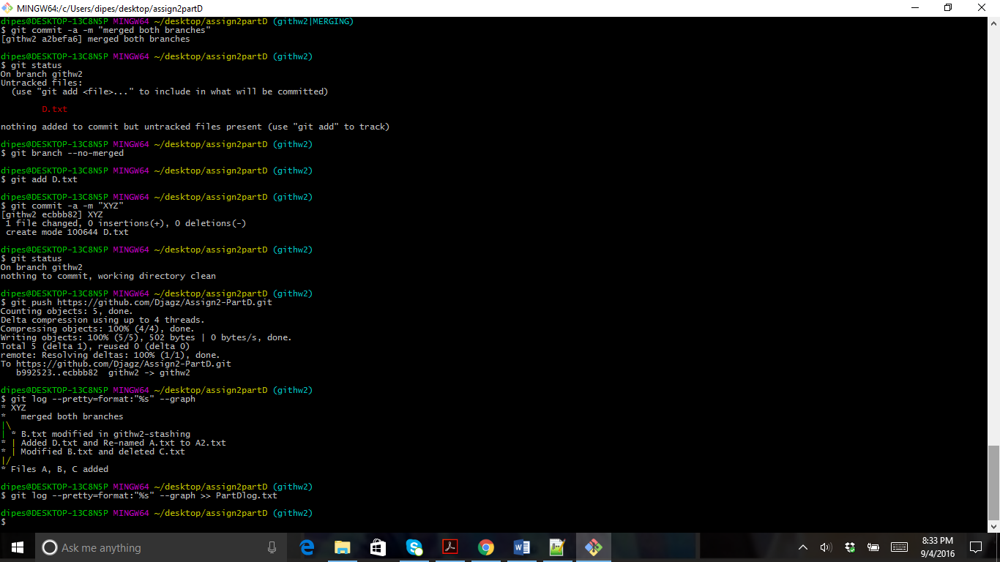 MINGW64:/c/Users/dipes/desktop/assign2partD
dipes@DESKTOP-13C8N5P MINGW64 ~/desktop/assign2partD (githw2|MERGING)
$ git commit -a -m "merged both branches"
[githw2 a2befa6] merged both branches
dipes@DESKTOP-13C8N5P MINGW64 ~/desktop/assign2partD (githw2)
$ git status
On branch githw2
Untracked files:
  (use "git add <file>..." to include in what will be committed)
        D.txt
nothing added to commit but untracked files present (use "git add" to track)
dipes@DESKTOP-13C8N5P MINGW64 ~/desktop/assign2partD (githw2)
$ git branch --no-merged
dipes@DESKTOP-13C8N5P MINGW64 ~/desktop/assign2partD (githw2)
$ git add D.txt
dipes@DESKTOP-13C8N5P MINGW64 ~/desktop/assign2partD (githw2)
$ git commit -a -m "XYZ"
[githw2 ecbbb82] XYZ
 1 file changed, 0 insertions(+), 0 deletions(-)
 create mode 100644 D.txt
dipes@DESKTOP-13C8N5P MINGW64 ~/desktop/assign2partD (githw2)
$ git status
On branch githw2
nothing to commit, working directory clean
dipes@DESKTOP-13C8N5P MINGW64 ~/desktop/assign2partD (githw2)
$ git push https://github.com/Djagz/Assign2-PartD.git
Counting objects: 5, done.
Delta compression using up to 4 threads.
Compressing objects: 100% (4/4), done.
Writing objects: 100% (5/5), 502 bytes | 0 bytes/s, done.
Total 5 (delta 1), reused 0 (delta 0)
remote: Resolving deltas: 100% (1/1), done.
To https://github.com/Djagz/Assign2-PartD.git
   b992523..ecbbb82  githw2 -> githw2
dipes@DESKTOP-13C8N5P MINGW64 ~/desktop/assign2partD (githw2)
$ git log --pretty=format:"%s" --graph
* XYZ
*   merged both branches
|\
| * B.txt modified in githw2-stashing
* | Added D.txt and Re-named A.txt to A2.txt
* | Modified B.txt and deleted C.txt
|/
* Files A, B, C added
dipes@DESKTOP-13C8N5P MINGW64 ~/desktop/assign2partD (githw2)
$ git log --pretty=format:"%s" --graph >> PartDlog.txt
dipes@DESKTOP-13C8N5P MINGW64 ~/desktop/assign2partD (githw2)
$
Ask me anything
8:33 PM
9/4/2016